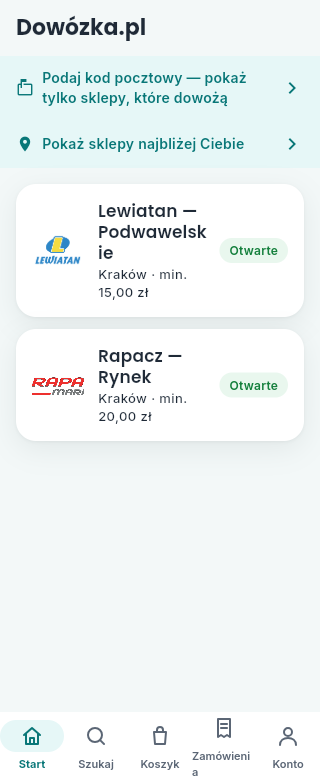 Dowózka.pl
Podaj kod pocztowy — pokaż
tylko sklepy, które dowożą
Pokaż sklepy najbliżej Ciebie
LEWIATAN
Lewiatan —
Podwawelsk
ie
Kraków · min.
15,00 zł
Otwarte
RAPA
MARI
Rapacz —
Rynek
Kraków · min.
20,00 zł
Otwarte
Start
Szukaj
Koszyk
Zamówieni
a
Konto